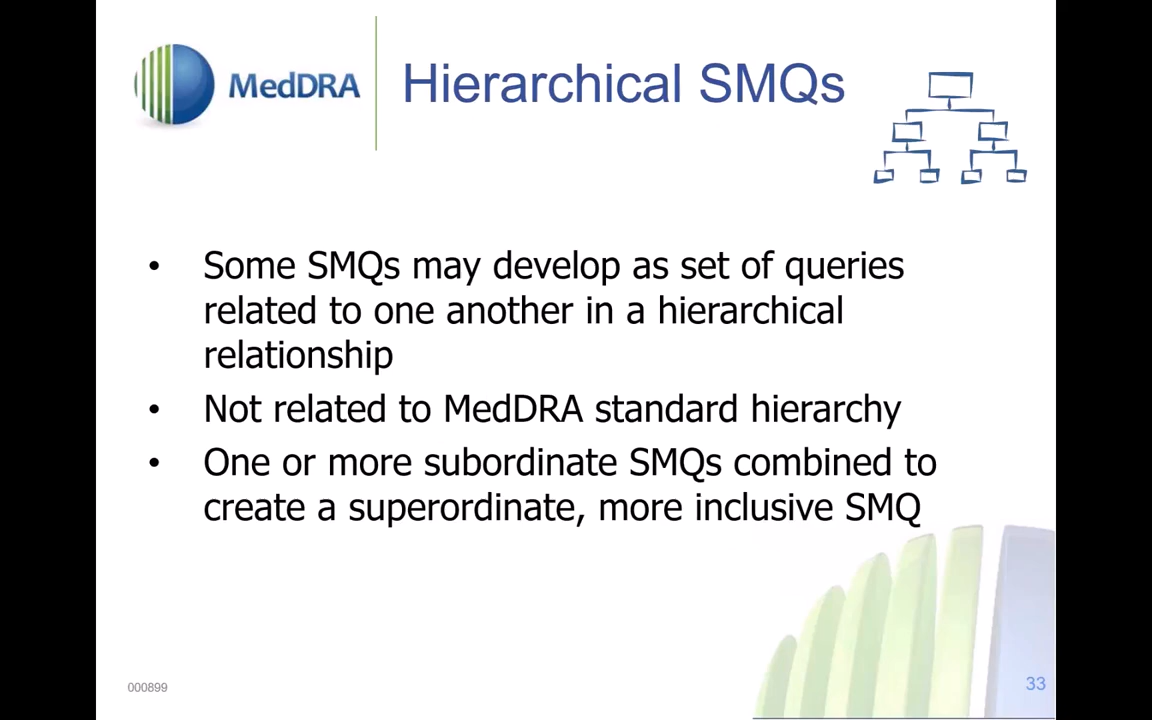 MedDRA
Hierarchical SMQs
• Some SMQs may develop as set of queries
related to one another in a hierarchical
relationship
• Not related to MedDRA standard hierarchy
• One or more subordinate SMQs combined to
create a superordinate, more inclusive SMQ
000899
33